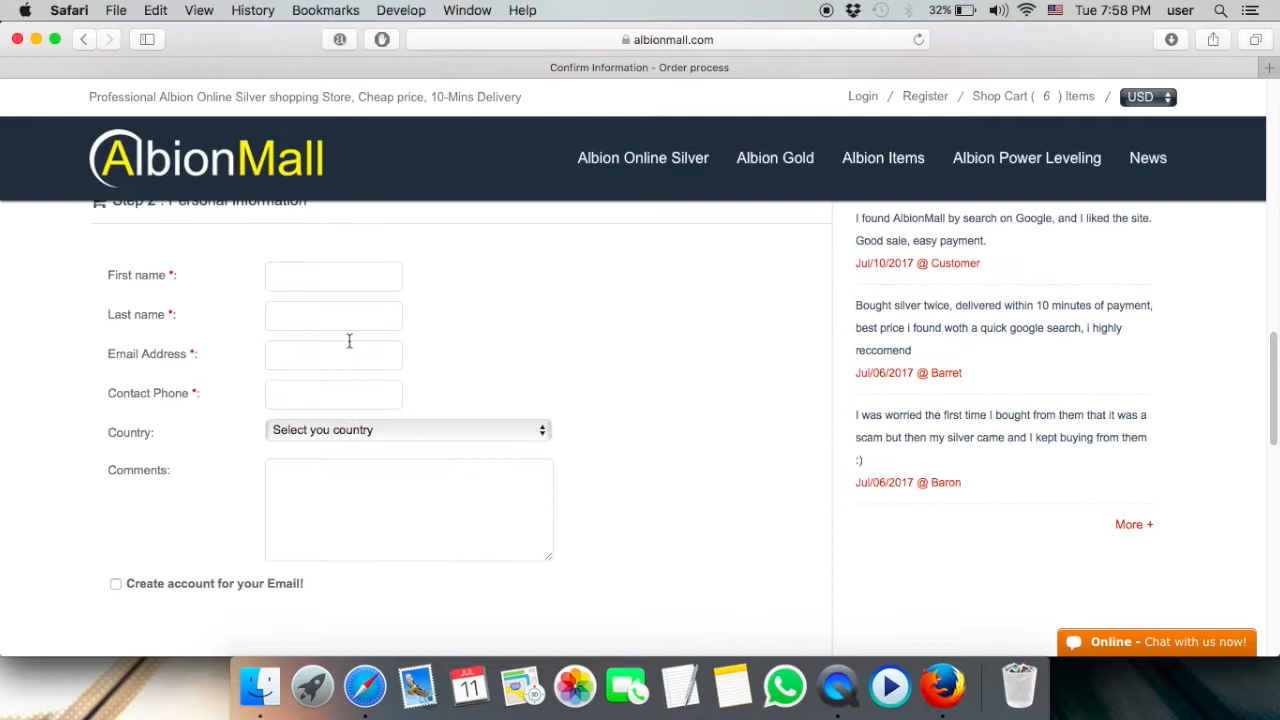 Safari File Edit View History Bookmarks Develop Window Help 32% Tue 7:58 PM user
albionmall.com
Confirm Information - Order process
Professional Albion Online Silver shopping Store, Cheap price, 10-Mins Delivery
Login / Register / Shop Cart ( 6 ) Items / USD
AlbionMall
Albion Online Silver Albion Gold Albion Items Albion Power Leveling News
Step 2 : Personal Information
First name *:
Last name *:
Email Address *:
Contact Phone *:
Country: Select you country
Comments:
Create account for your Email!
I found AlbionMall by search on Google, and I liked the site.
Good sale, easy payment.
Jul/10/2017 @ Customer
Bought silver twice, delivered within 10 minutes of payment,
best price i found woth a quick google search, i highly
reccomend
Jul/06/2017 @ Barret
I was worried the first time I bought from them that it was a
scam but then my silver came and I kept buying from them
:)
Jul/06/2017 @ Baron
More +
Online - Chat with us now!
JUL
11